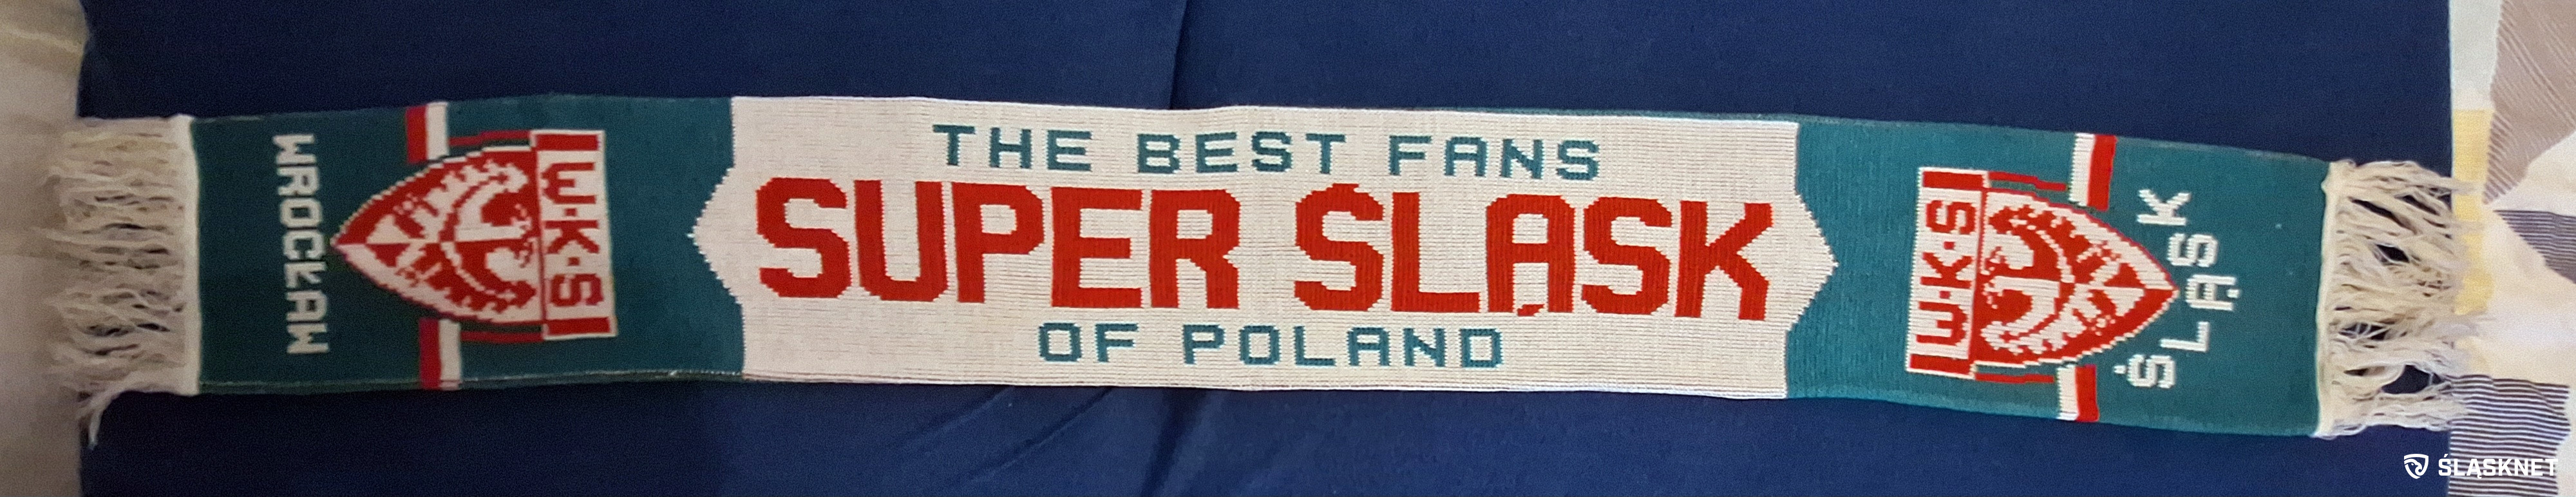 WROCŁAW
W·K·S
THE BEST FANS
SUPER ŚLĄSK
OF POLAND
W·K·S
ŚLĄSK
ŚLĄSKNET